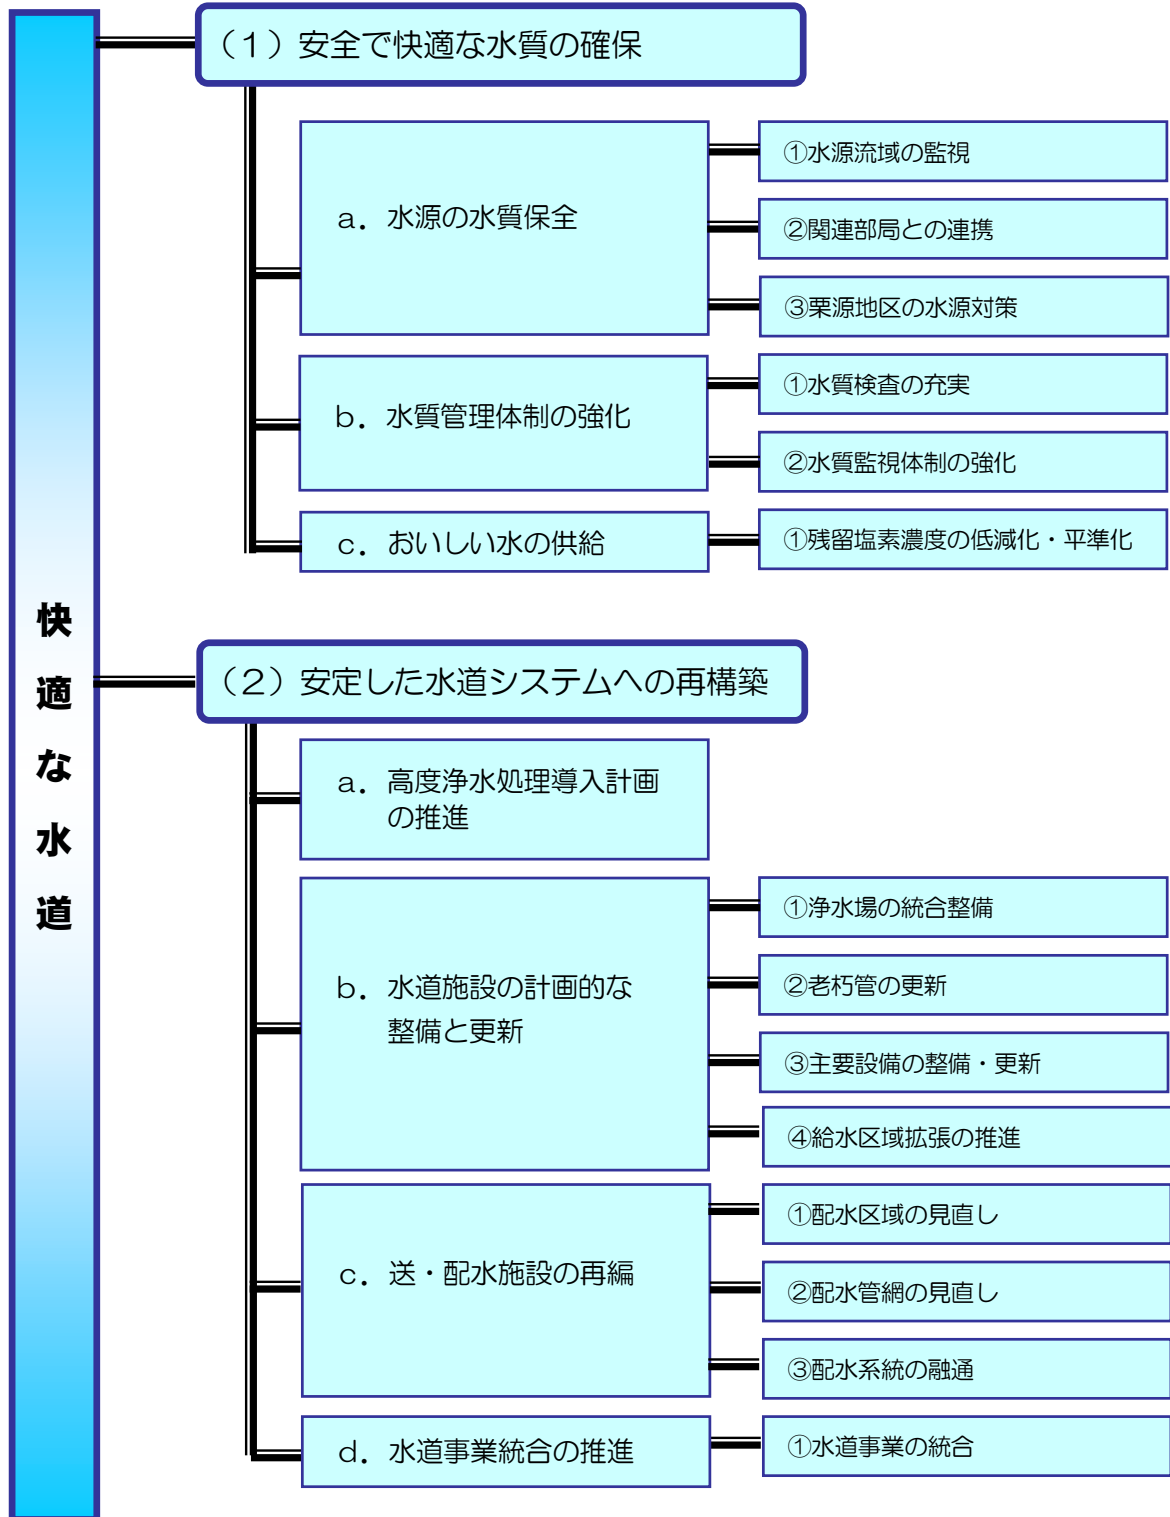 快適な水道
（１）安全で快適な水質の確保
ａ．水源の水質保全
①水源流域の監視
②関連部局との連携
③栗源地区の水源対策
ｂ．水質管理体制の強化
①水質検査の充実
②水質監視体制の強化
ｃ．おいしい水の供給
①残留塩素濃度の低減化・平準化
（２）安定した水道システムへの再構築
ａ．高度浄水処理導入計画
の推進
ｂ．水道施設の計画的な
整備と更新
①浄水場の統合整備
②老朽管の更新
③主要設備の整備・更新
④給水区域拡張の推進
ｃ．送・配水施設の再編
①配水区域の見直し
②配水管網の見直し
③配水系統の融通
ｄ．水道事業統合の推進
①水道事業の統合